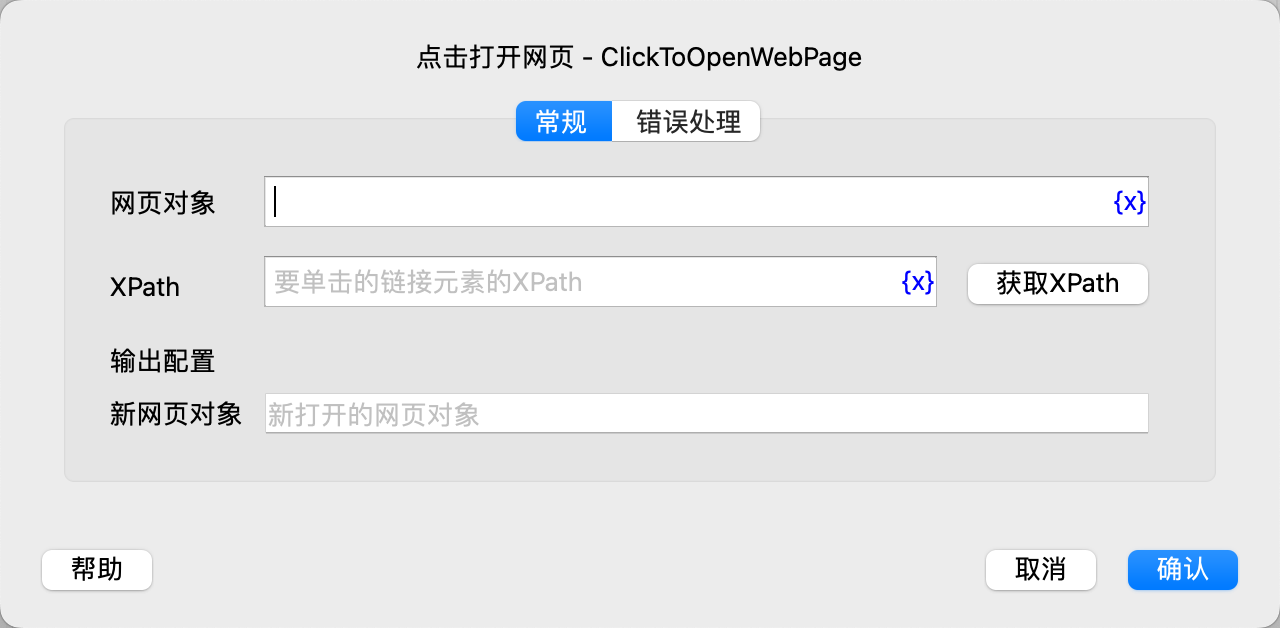 点击打开网页 - ClickToOpenWebPage
常规 错误处理
网页对象 {x}
XPath 要单击的链接元素的XPath {x} 获取XPath
输出配置
新网页对象 新打开的网页对象
帮助 取消 确认